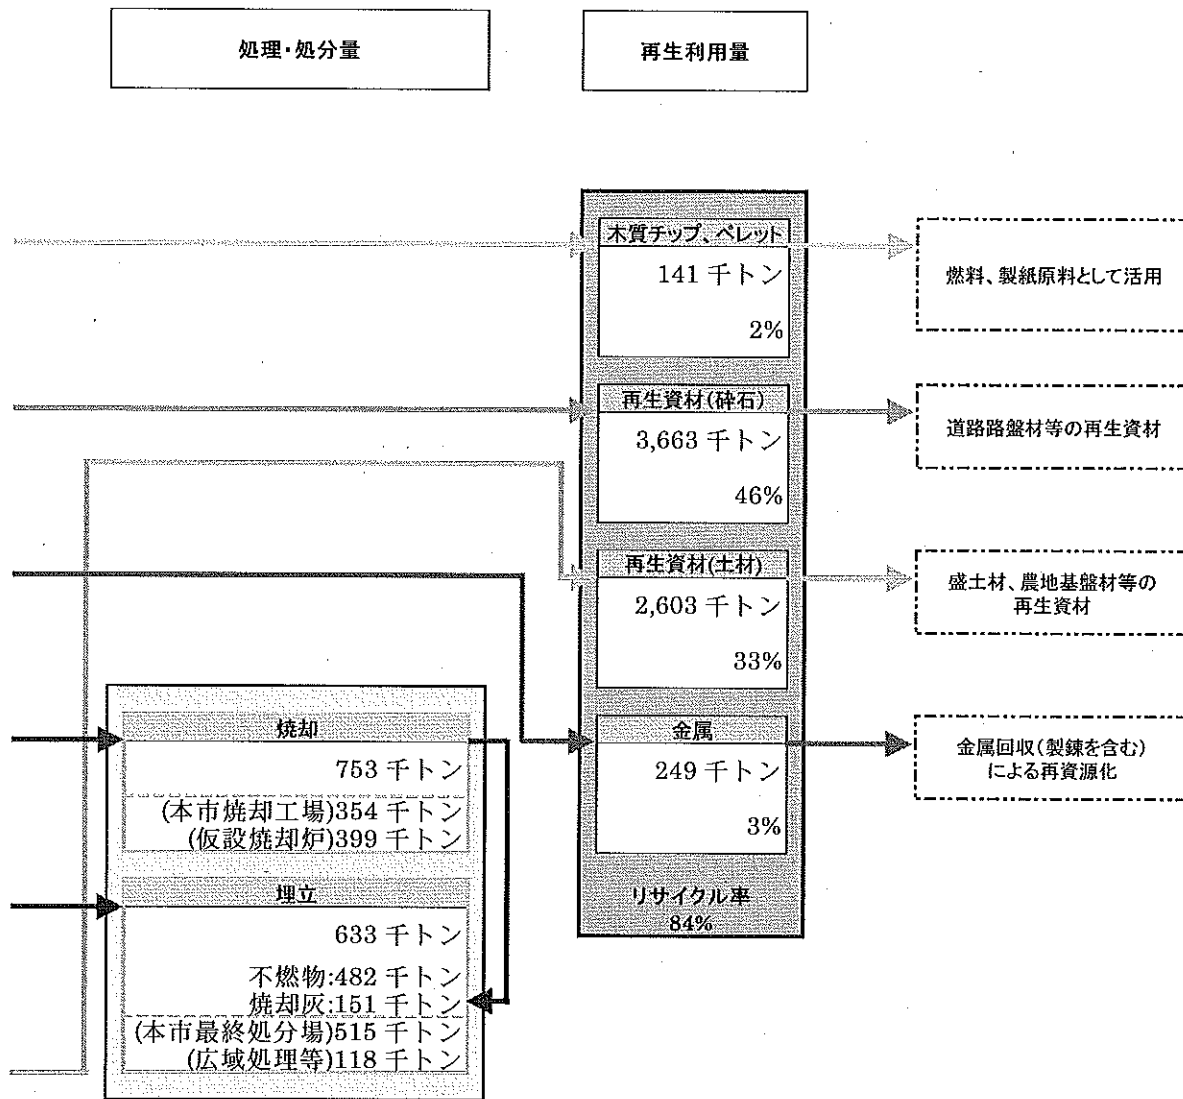 処理・処分量
再生利用量
木質チップ、ペレット
141 千トン
2%
燃料、製紙原料として活用
再生資材(砕石)
3,663 千トン
46%
道路路盤材等の再生資材
再生資材(土材)
2,603 千トン
33%
盛土材、農地基盤材等の
再生資材
金属
249 千トン
3%
金属回収(製錬を含む)
による再資源化
リサイクル率
84%
焼却
753 千トン
(本市焼却工場)354 千トン
(仮設焼却炉)399 千トン
埋立
633 千トン
不燃物:482 千トン
焼却灰:151 千トン
(本市最終処分場)515 千トン
(広域処理等)118 千トン